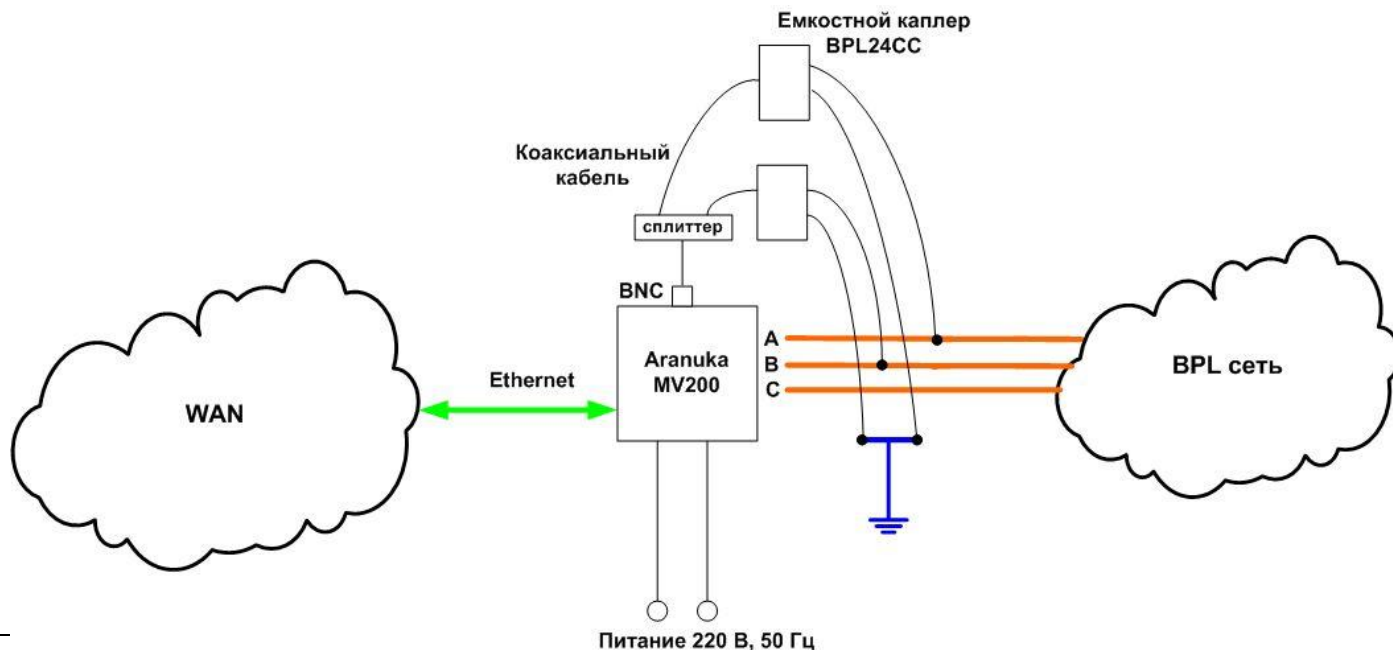 Емкостной каплер
BPL24CC
Коаксиальный
кабель
сплиттер
BNC
Aranuka
MV200
A
B
C
Ethernet
WAN
BPL сеть
Питание 220 В, 50 Гц